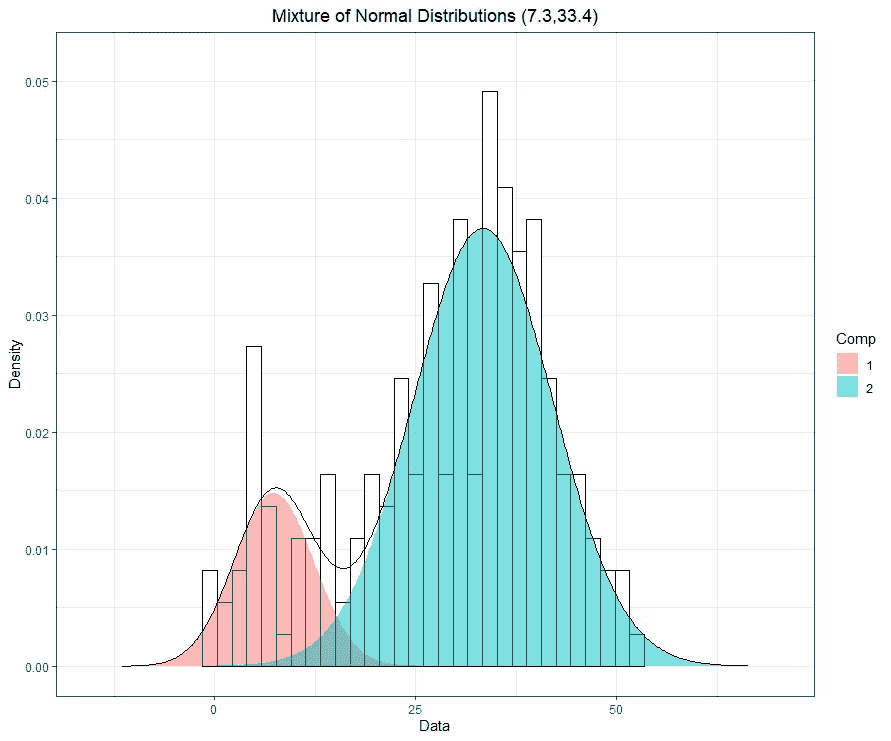 Mixture of Normal Distributions (7.3,33.4)
0.05
0.04
0.03
0.02
0.01
0.00
Density
0
25
50
Data
Comp
1
2